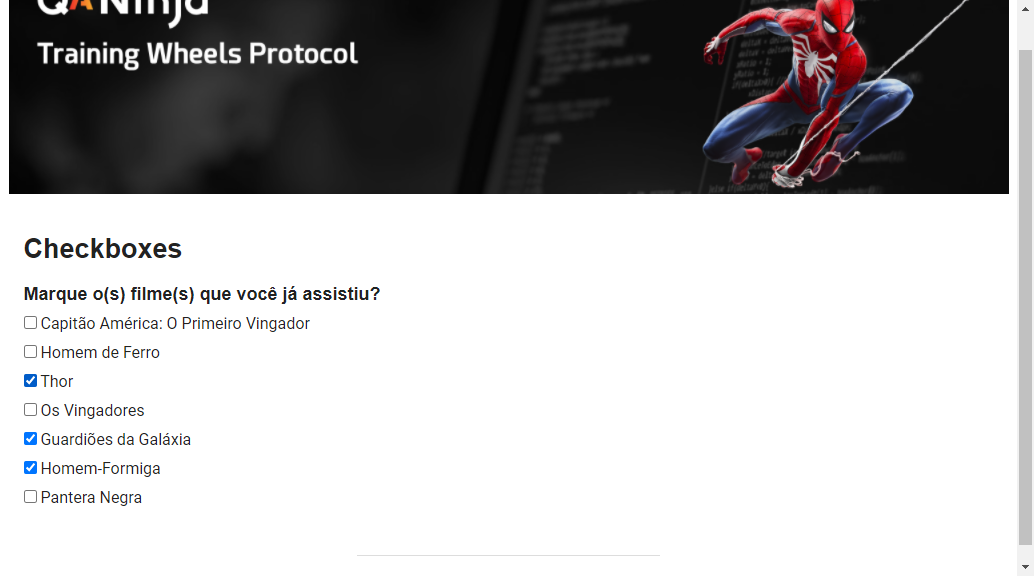 QANinja
Training Wheels Protocol
Checkboxes
Marque o(s) filme(s) que você já assistiu?
Capitão América: O Primeiro Vingador
Homem de Ferro
Thor
Os Vingadores
Guardiões da Galáxia
Homem-Formiga
Pantera Negra